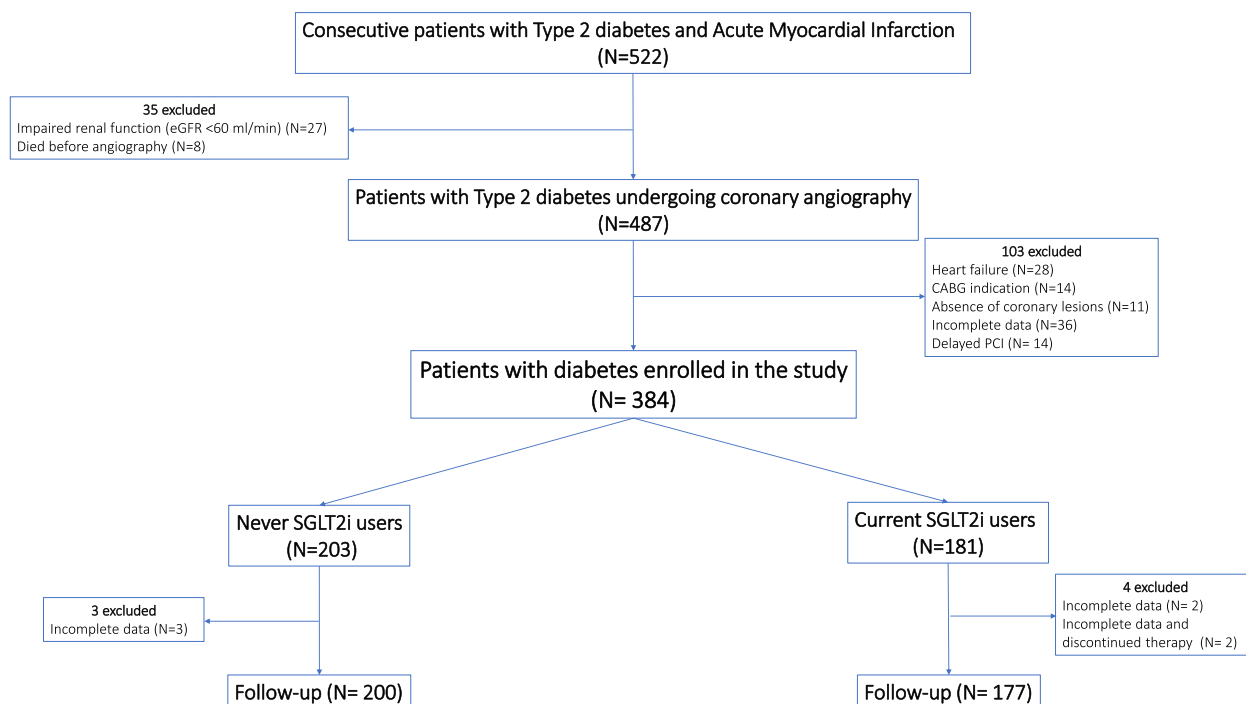 Consecutive patients with Type 2 diabetes and Acute Myocardial Infarction
(N=522)
35 excluded
Impaired renal function (eGFR <60 ml/min) (N=27)
Died before angiography (N=8)
Patients with Type 2 diabetes undergoing coronary angiography
(N=487)
103 excluded
Heart failure (N=28)
CABG indication (N=14)
Absence of coronary lesions (N=11)
Incomplete data (N=36)
Delayed PCI (N= 14)
Patients with diabetes enrolled in the study
(N= 384)
Never SGLT2i users
(N=203)
Current SGLT2i users
(N=181)
3 excluded
Incomplete data (N=3)
4 excluded
Incomplete data (N= 2)
Incomplete data and
discontinued therapy (N= 2)
Follow-up (N= 200)
Follow-up (N= 177)